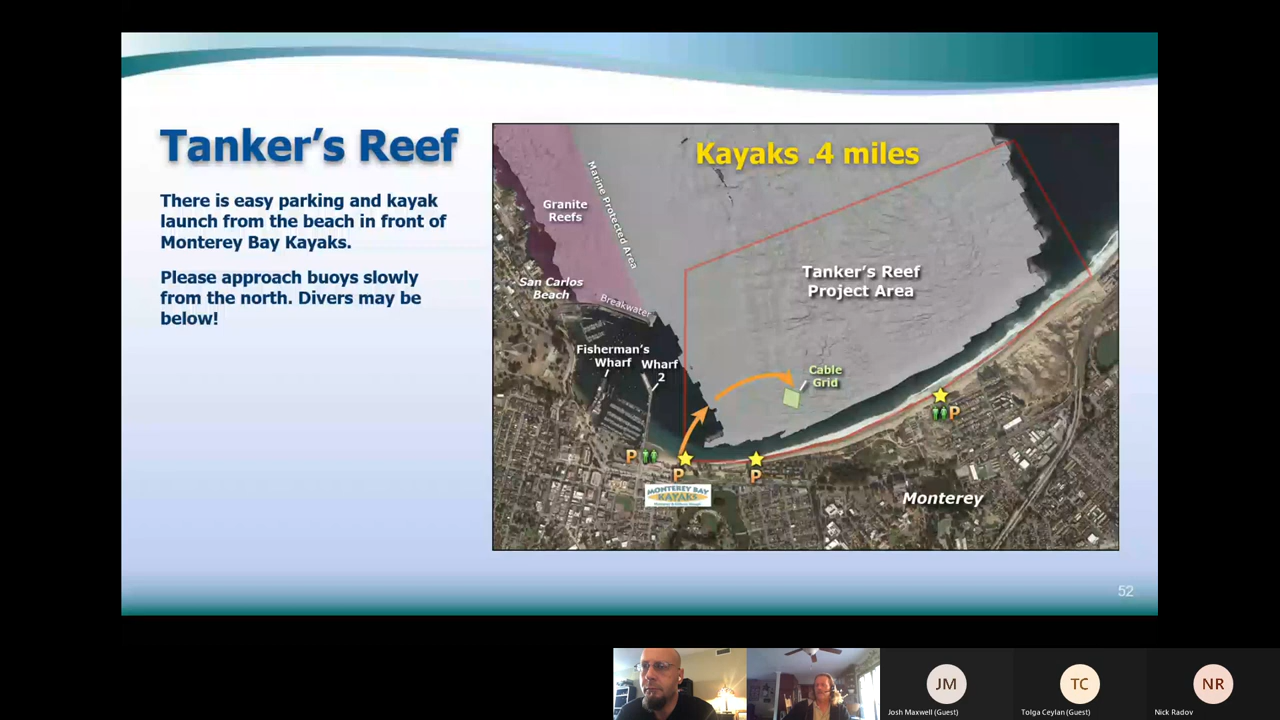 Tanker’s Reef
There is easy parking and kayak
launch from the beach in front of
Monterey Bay Kayaks.
Please approach buoys slowly
from the north. Divers may be
below!
Kayaks .4 miles
Granite
Reefs
Marine Protected Area
San Carlos
Beach
Breakwater
Tanker’s Reef
Project Area
Fisherman’s
Wharf
Wharf
2
Cable
Grid
P
P
P
P
MONTEREY BAY
KAYAKS
Monterey
52
JM
TC
NR
Josh Maxwell (Guest)
Tolga Ceylan (Guest)
Nick Radov